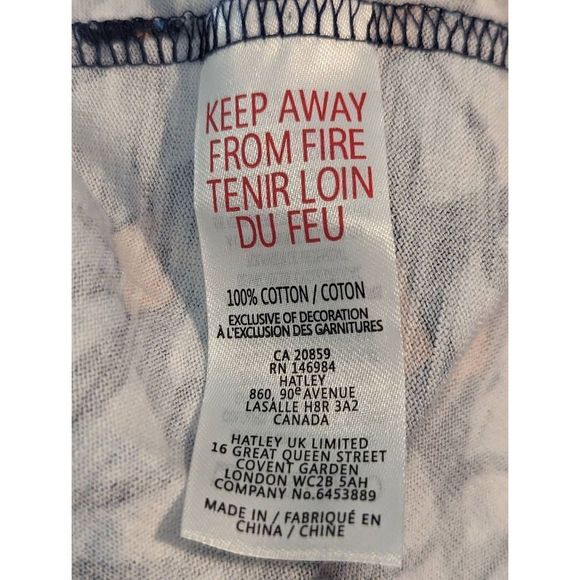 KEEP AWAY
FROM FIRE
TENIR LOIN
DU FEU
100% COTTON / COTON
EXCLUSIVE OF DECORATION
À L'EXCLUSION DES GARNITURES
CA 20859
RN 146984
HATLEY
860, 90e AVENUE
LASALLE H8R 3A2
CANADA
HATLEY UK LIMITED
16 GREAT QUEEN STREET
COVENT GARDEN
LONDON WC2B 5AH
COMPANY No.6453889
MADE IN / FABRIQUÉ EN
CHINA / CHINE